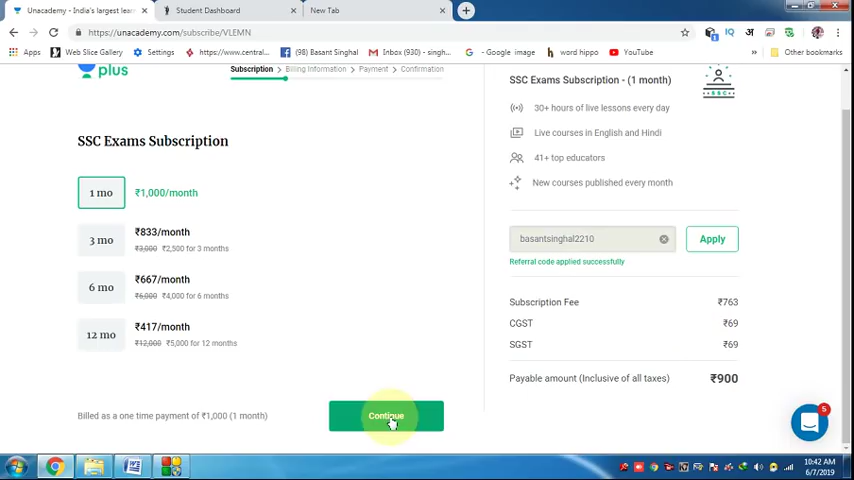 Unacademy - India's largest lear
Student Dashboard
New Tab
https://unacademy.com/subscribe/VLEMN
Apps
Web Slice Gallery
Settings
https://www.central...
(98) Basant Singhal
Inbox (930) - singh...
- Google image
word hippo
YouTube
Other bookmarks
plus
Subscription
Billing Information
Payment
Confirmation
SSC Exams Subscription
1 mo
₹1,000/month
3 mo
₹833/month
₹3,000 ₹2,500 for 3 months
6 mo
₹667/month
₹6,000 ₹4,000 for 6 months
12 mo
₹417/month
₹12,000 ₹5,000 for 12 months
Billed as a one time payment of ₹1,000 (1 month)
Continue
SSC Exams Subscription - (1 month)
SSC
30+ hours of live lessons every day
Live courses in English and Hindi
41+ top educators
New courses published every month
basantsinghal2210
Apply
Referral code applied successfully
Subscription Fee ₹763
CGST ₹69
SGST ₹69
Payable amount (Inclusive of all taxes) ₹900
5
10:42 AM
6/7/2019